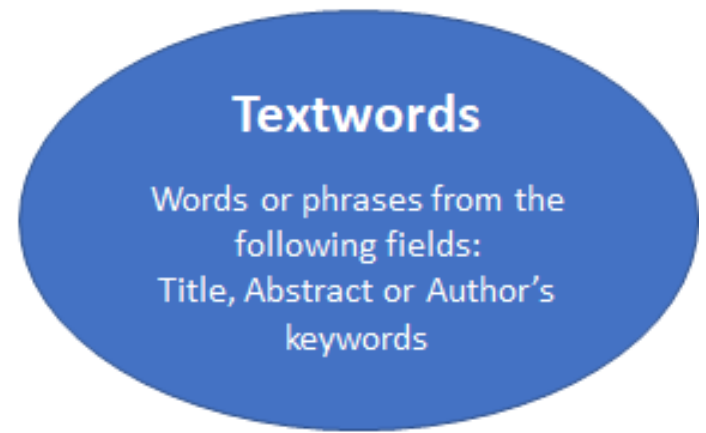 Textwords
Words or phrases from the
following fields:
Title, Abstract or Author’s
keywords